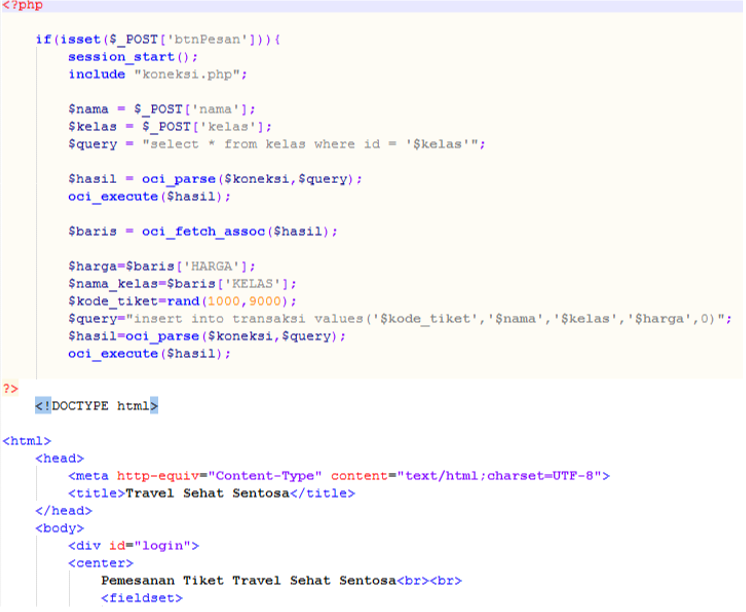 <?php
if(isset($_POST['btnPesan'])){
session_start();
include "koneksi.php";
$nama = $_POST['nama'];
$kelas = $_POST['kelas'];
$query = "select * from kelas where id = '$kelas'";
$hasil = oci_parse($koneksi,$query);
oci_execute($hasil);
$baris = oci_fetch_assoc($hasil);
$harga=$baris['HARGA'];
$nama_kelas=$baris['KELAS'];
$kode_tiket=rand(1000,9000);
$query="insert into transaksi values('$kode_tiket','$nama','$kelas','$harga',0)";
$hasil=oci_parse($koneksi,$query);
oci_execute($hasil);
?>
<!DOCTYPE html>
<html>
<head>
<meta http-equiv="Content-Type" content="text/html;charset=UTF-8">
<title>Travel Sehat Sentosa</title>
</head>
<body>
<div id="login">
<center>
Pemesanan Tiket Travel Sehat Sentosa<br><br>
<fieldset>